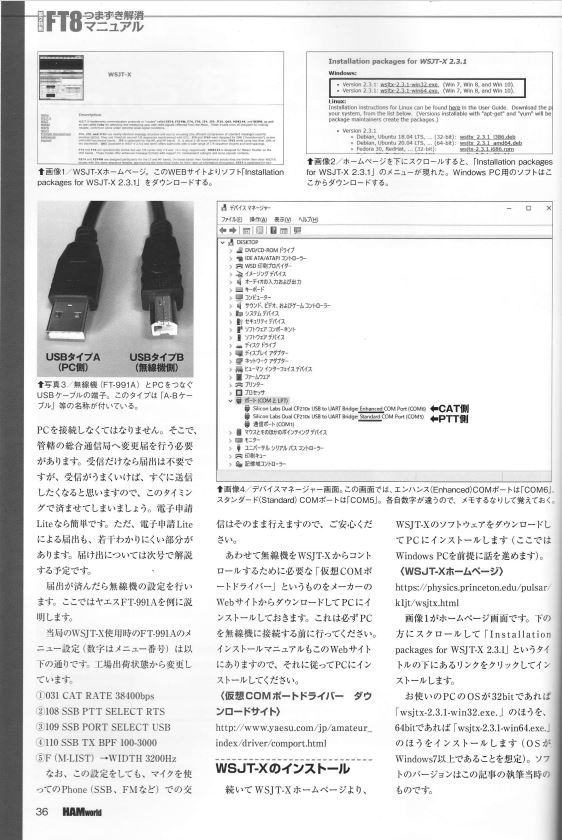 FT8
つまずき解消
マニュアル
WSJT-X
Description
⬆画像1／WSJT-Xホームページ。このWEBサイトよりソフト「Installation
packages for WSJT-X 2.3.1」をダウンロードする。
Installation packages for WSJT-X 2.3.1
Windows:
• Version 2.3.1: wsjtx-2.3.1-win32.exe, (Win 7, Win 8, and Win 10).
• Version 2.3.1: wsjtx-2.3.1-win64.exe, (Win 7, Win 8, and Win 10).
Linux:
Installation instructions for Linux can be found here in the User Guide. Download the p
your system, from the list below. (Versions installable with "apt-get" and "yum" will be
package maintainers create the packages.)
• Version 2.3.1
• Debian, Ubuntu 18.04 LTS, ... (32-bit): wsjtx_2.3.1_i386.deb
• Debian, Ubuntu 20.04 LTS, ... (64-bit): wsjtx_2.3.1_amd64.deb
• Fedora 30, RedHat, ... (32-bit): wsjtx-2.3.1-i686.rpm
⬆画像2／ホームページを下にスクロールすると、「Installation packages
for WSJT-X 2.3.1」のメニューが現れた。Windows PC用のソフトはこ
こからダウンロードする。
USBタイプA
(PC側)
USBタイプB
(無線機側)
⬆写真3／無線機（FT-991A）とPCをつなぐ
USBケーブルの端子。このタイプは「A-Bケー
ブル」等の名称が付いている。
デバイス マネージャー
ファイル(F) 操作(A) 表示(V) ヘルプ(H)
DESKTOP
DVD/CD-ROM ドライブ
IDE ATA/ATAPI コントローラー
WSD 印刷プロバイダー
イメージング デバイス
オーディオの入力および出力
キーボード
コンピューター
サウンド、ビデオ、およびゲーム コントローラー
システム デバイス
セキュリティ デバイス
ソフトウェア コンポーネント
ソフトウェア デバイス
ディスク ドライブ
ディスプレイ アダプター
ネットワーク アダプター
ヒューマン インターフェイス デバイス
ファームウェア
プリンター
プロセッサ
ポート (COM と LPT)
Silicon Labs Dual CP210x USB to UART Bridge: Enhanced COM Port (COM6) ⬅CAT側
Silicon Labs Dual CP210x USB to UART Bridge: Standard COM Port (COM5) ⬅PTT側
通信ポート (COM1)
マウスとそのほかのポインティング デバイス
モニター
ユニバーサル シリアル バス コントローラー
印刷キュー
記憶域コントローラー
⬆画像4／デバイスマネージャー画面。この画面では、エンハンス(Enhanced)COMポートは「COM6」、
スタンダード(Standard) COMポートは「COM5」。各自数字が違うので、メモするなりして覚えておく。
PCを接続しなくてはなりません。そこで、
管轄の総合通信局へ変更届を行う必要
があります。受信だけなら届出は不要で
すが、受信がうまくいけば、すぐに送信
したくなると思いますので、このタイミン
グで済ませてしまいましょう。電子申請
Liteなら簡単です。ただ、電子申請Lite
による届出も、若干わかりにくい部分が
あります。届け出については次号で解説
する予定です。
届出が済んだら無線機の設定を行い
ます。ここではヤエスFT-991Aを例に説
明します。
当局のWSJT-X使用時のFT-991Aのメ
ニュー設定（数字はメニュー番号）は以
下の通りです。工場出荷状態から変更し
ています。
①031 CAT RATE 38400bps
②108 SSB PTT SELECT RTS
③109 SSB PORT SELECT USB
④110 SSB TX BPF 100-3000
⑤F (M-LIST) →WIDTH 3200Hz
なお、この設定をしても、マイクを使
ってのPhone（SSB、FMなど）での交
信はそのまま行えますので、ご安心くだ
さい。
あわせて無線機をWSJT-Xからコント
ロールするために必要な「仮想COMポ
ートドライバー」というものをメーカーの
WebサイトからダウンロードしてPCにイ
ンストールしておきます。これは必ずPC
を無線機に接続する前に行ってください。
インストールマニュアルもこのWebサイト
にありますので、それに従ってPCにイン
ストールしてください。
〈仮想COMポートドライバー ダウ
ンロードサイト〉
http://www.yaesu.com/jp/amateur_
index/driver/comport.html
WSJT-Xのインストール
続いてWSJT-Xホームページより、
WSJT-Xのソフトウェアをダウンロードし
てPCにインストールします（ここでは
Windows PCを前提に話を進めます）。
〈WSJT-Xホームページ〉
https://physics.princeton.edu/pulsar/
k1jt/wsjtx.html
画像1がホームページ画面です。下の
方にスクロールして「Installation
packages for WSJT-X 2.3.1」というタイ
トルの下にあるリンクをクリックしてイン
ストールします。
お使いのPCのOSが32bitであれば
「wsjtx-2.3.1-win32.exe.」のほうを、
64bitであれば「wsjtx-2.3.1-win64.exe.」
のほうをインストールします（OSが
Windows7以上であることを想定）。ソフ
トのバージョンはこの記事の執筆当時の
ものです。
36 HAMworld